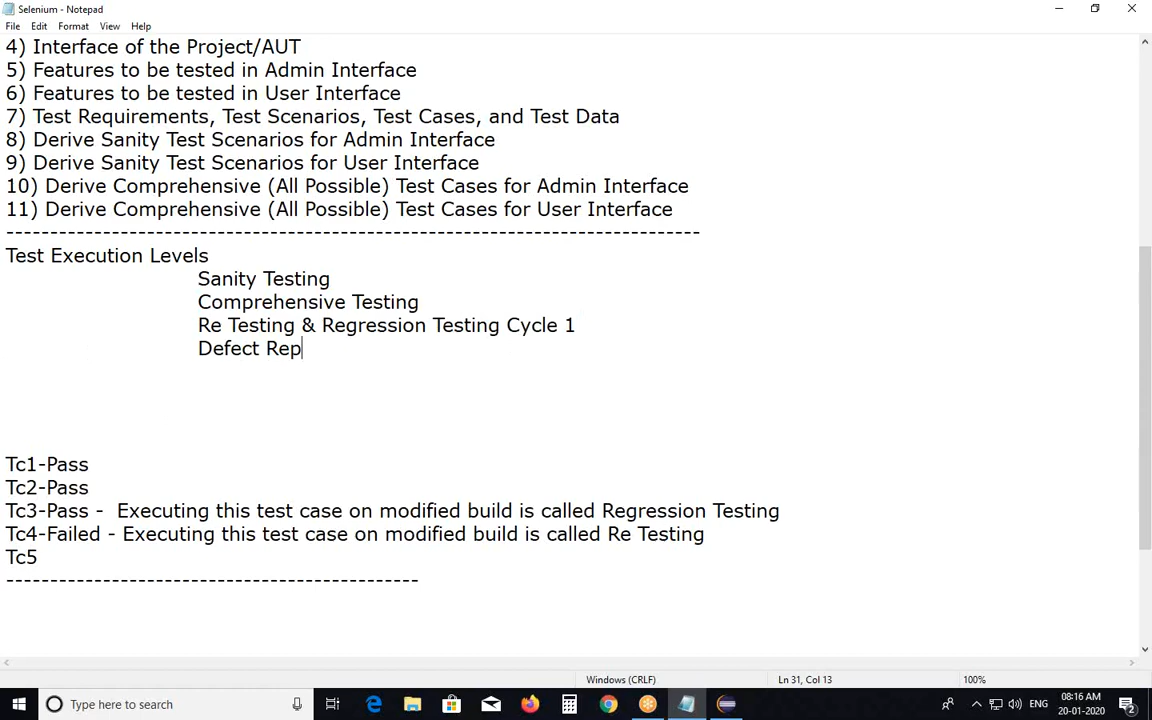 Selenium - Notepad
File Edit Format View Help
4) Interface of the Project/AUT
5) Features to be tested in Admin Interface
6) Features to be tested in User Interface
7) Test Requirements, Test Scenarios, Test Cases, and Test Data
8) Derive Sanity Test Scenarios for Admin Interface
9) Derive Sanity Test Scenarios for User Interface
10) Derive Comprehensive (All Possible) Test Cases for Admin Interface
11) Derive Comprehensive (All Possible) Test Cases for User Interface
--------------------------------------------------------------------------------
Test Execution Levels
Sanity Testing
Comprehensive Testing
Re Testing & Regression Testing Cycle 1
Defect Rep
Tc1-Pass
Tc2-Pass
Tc3-Pass -  Executing this test case on modified build is called Regression Testing
Tc4-Failed - Executing this test case on modified build is called Re Testing
Tc5
-----------------------------------------------
Windows (CRLF) Ln 31, Col 13 100%
Type here to search
ENG
08:16 AM
20-01-2020
2